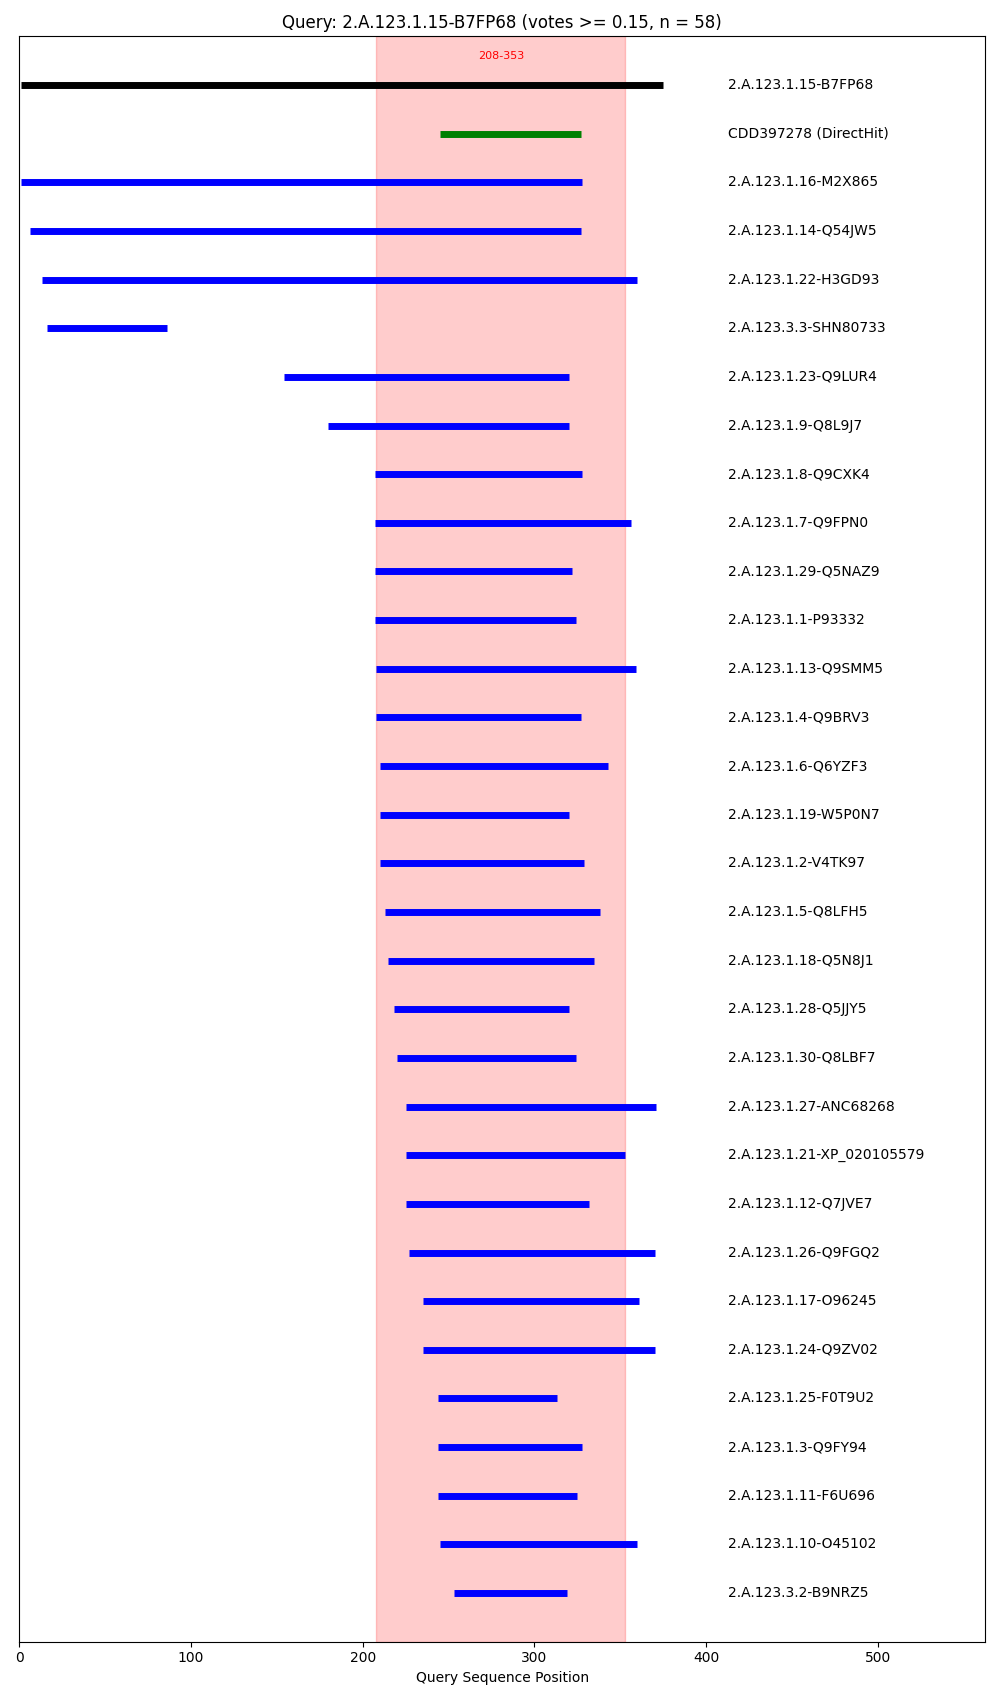 Query: 2.A.123.1.15-B7FP68 (votes >= 0.15, n = 58)
208-353
2.A.123.1.15-B7FP68
CDD397278 (DirectHit)
2.A.123.1.16-M2X865
2.A.123.1.14-Q54JW5
2.A.123.1.22-H3GD93
2.A.123.3.3-SHN80733
2.A.123.1.23-Q9LUR4
2.A.123.1.9-Q8L9J7
2.A.123.1.8-Q9CXK4
2.A.123.1.7-Q9FPN0
2.A.123.1.29-Q5NAZ9
2.A.123.1.1-P93332
2.A.123.1.13-Q9SMM5
2.A.123.1.4-Q9BRV3
2.A.123.1.6-Q6YZF3
2.A.123.1.19-W5P0N7
2.A.123.1.2-V4TK97
2.A.123.1.5-Q8LFH5
2.A.123.1.18-Q5N8J1
2.A.123.1.28-Q5JJY5
2.A.123.1.30-Q8LBF7
2.A.123.1.27-ANC68268
2.A.123.1.21-XP_020105579
2.A.123.1.12-Q7JVE7
2.A.123.1.26-Q9FGQ2
2.A.123.1.17-O96245
2.A.123.1.24-Q9ZV02
2.A.123.1.25-F0T9U2
2.A.123.1.3-Q9FY94
2.A.123.1.11-F6U696
2.A.123.1.10-O45102
2.A.123.3.2-B9NRZ5
0 100 200 300 400 500
Query Sequence Position